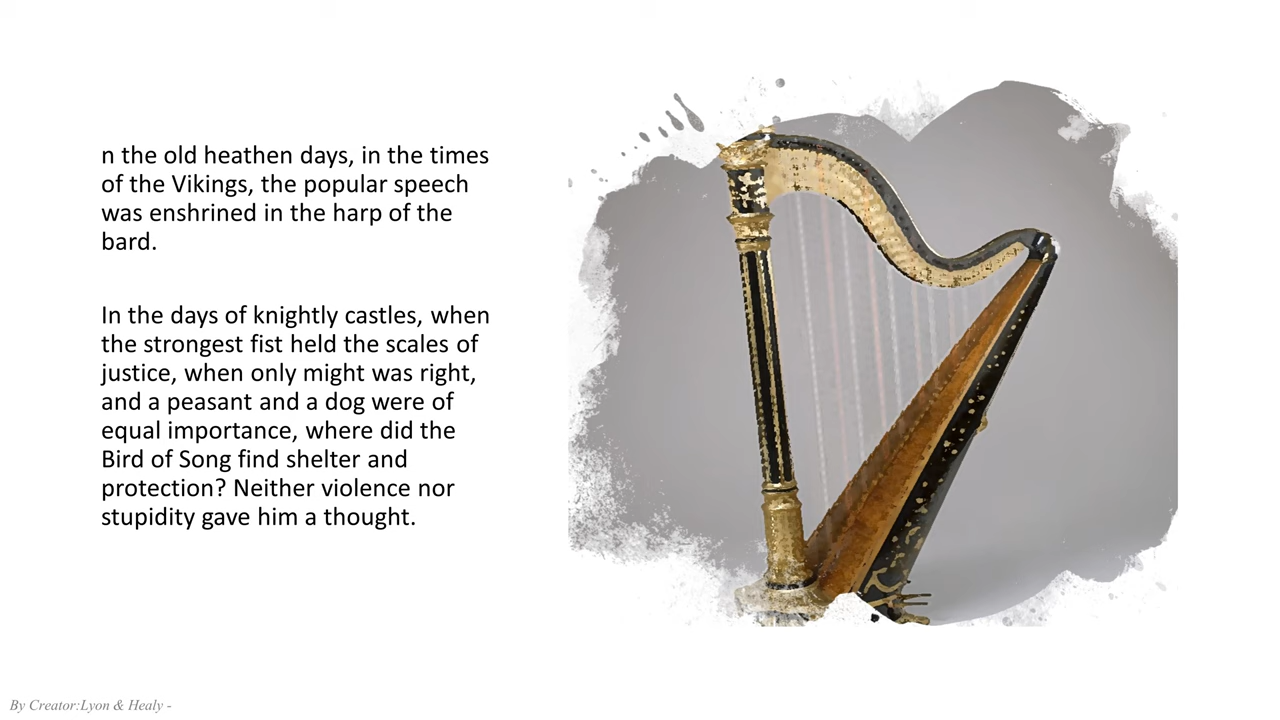 n the old heathen days, in the times
of the Vikings, the popular speech
was enshrined in the harp of the
bard.
In the days of knightly castles, when
the strongest fist held the scales of
justice, when only might was right,
and a peasant and a dog were of
equal importance, where did the
Bird of Song find shelter and
protection? Neither violence nor
stupidity gave him a thought.
By Creator:Lyon & Healy -